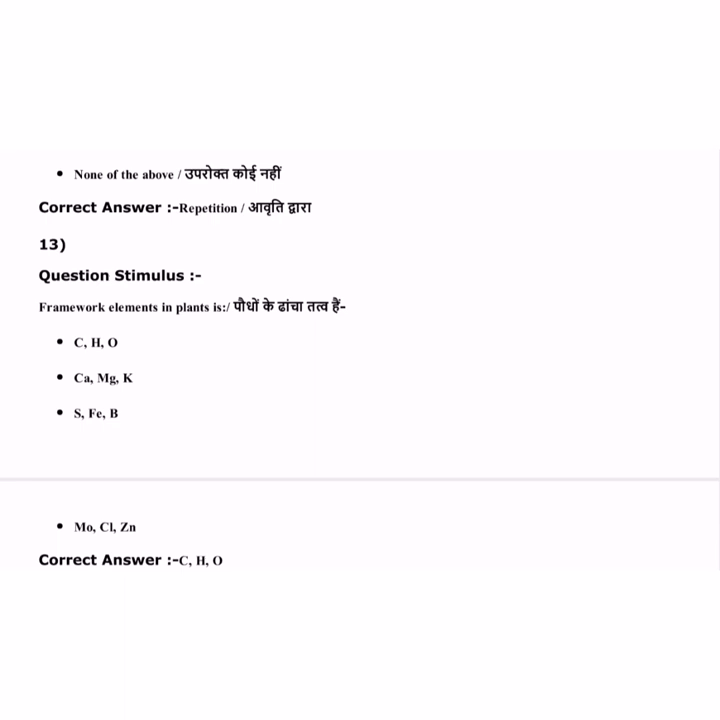 • None of the above / उपरोक्त कोई नहीं
Correct Answer :-Repetition / आवृति द्वारा
13)
Question Stimulus :-
Framework elements in plants is:/ पौधों के ढांचा तत्व हैं-
• C, H, O
• Ca, Mg, K
• S, Fe, B
• Mo, Cl, Zn
Correct Answer :-C, H, O